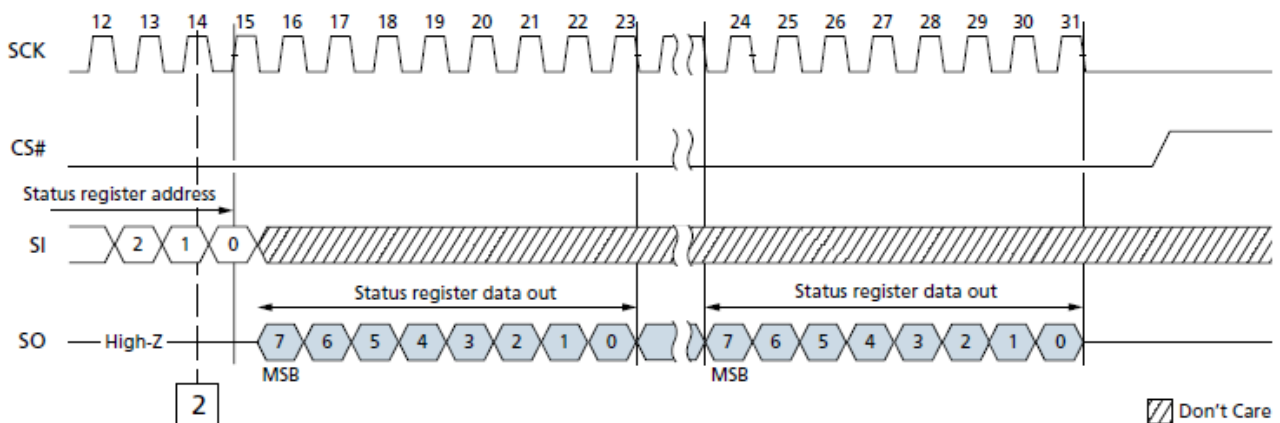 12 13 14 15 16 17 18 19 20 21 22 23 24 25 26 27 28 29 30 31
SCK
CS#
Status register address
SI 2 1 0
Status register data out Status register data out
SO High-Z 7 6 5 4 3 2 1 0 7 6 5 4 3 2 1 0
MSB MSB
2
Don't Care